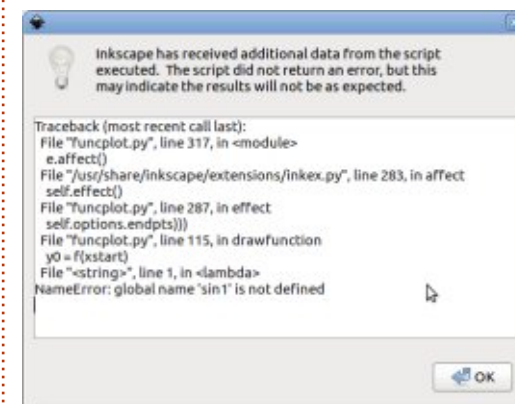 Inkscape has received additional data from the script
executed. The script did not return an error, but this
may indicate the results will not be as expected.
Traceback (most recent call last):
File "funcplot.py", line 317, in <module>
e.affect()
File "/usr/share/inkscape/extensions/inkex.py", line 283, in affect
self.effect()
File "funcplot.py", line 287, in effect
self.options.endpts)))
File "funcplot.py", line 115, in drawfunction
y0 = f(xstart)
File "<string>", line 1, in <lambda>
NameError: global name 'sin1' is not defined
OK